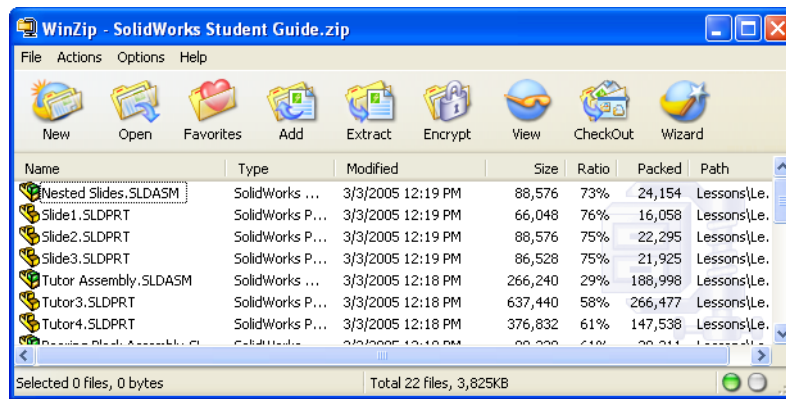 WinZip - SolidWorks Student Guide.zip
File Actions Options Help
New Open Favorites Add Extract Encrypt View CheckOut Wizard
Name Type Modified Size Ratio Packed Path
Nested Slides.SLDASM SolidWorks ... 3/3/2005 12:19 PM 88,576 73% 24,154 Lessons\Le.
Slide1.SLDPRT SolidWorks P... 3/3/2005 12:19 PM 66,048 76% 16,058 Lessons\Le.
Slide2.SLDPRT SolidWorks P... 3/3/2005 12:19 PM 88,576 75% 22,295 Lessons\Le.
Slide3.SLDPRT SolidWorks P... 3/3/2005 12:19 PM 86,528 75% 21,925 Lessons\Le.
Tutor Assembly.SLDASM SolidWorks ... 3/3/2005 12:18 PM 266,240 29% 188,998 Lessons\Le.
Tutor3.SLDPRT SolidWorks P... 3/3/2005 12:18 PM 637,440 58% 266,477 Lessons\Le.
Tutor4.SLDPRT SolidWorks P... 3/3/2005 12:18 PM 376,832 61% 147,538 Lessons\Le.
Selected 0 files, 0 bytes Total 22 files, 3,825KB